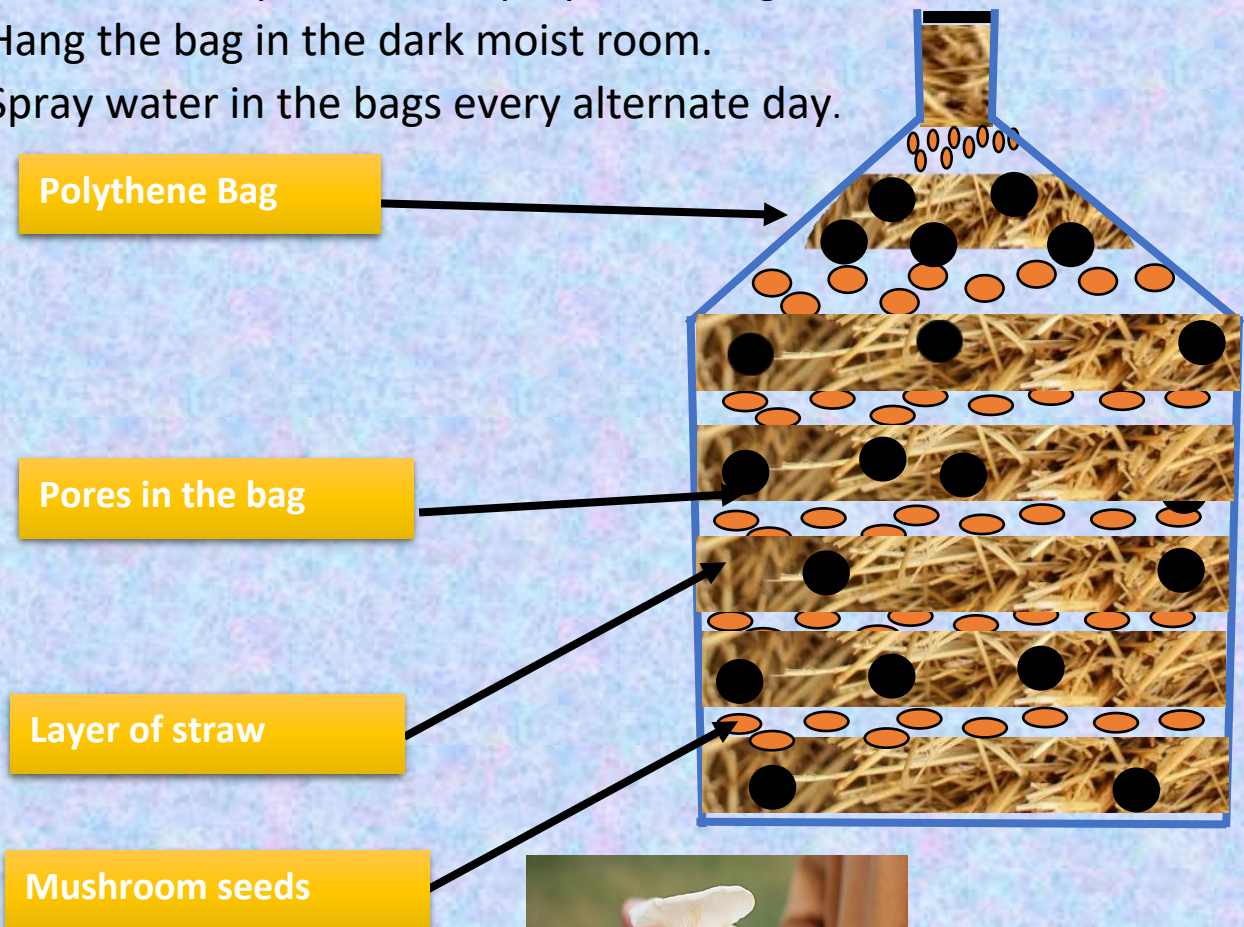 Hang the bag in the dark moist room.
Spray water in the bags every alternate day.
Polythene Bag
Pores in the bag
Layer of straw
Mushroom seeds